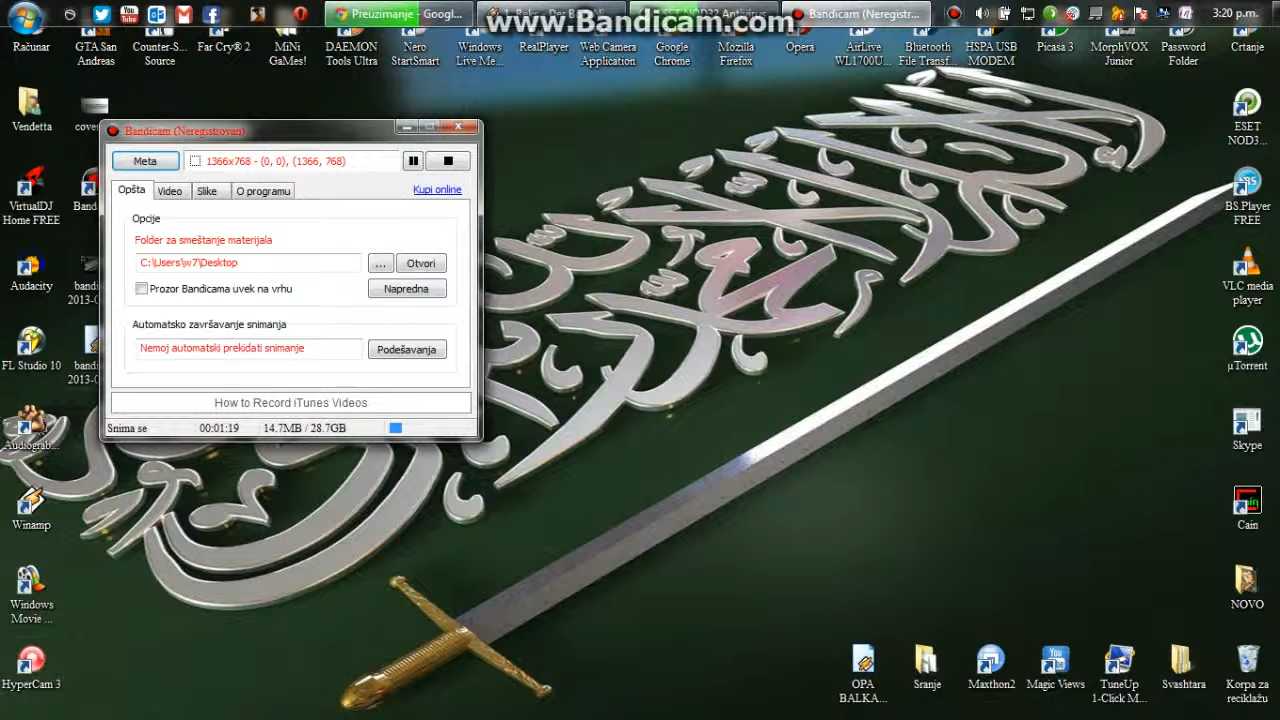 www.Bandicam.com
Preuzimanje - Googl...
Bandicam (Neregistr...
3:20 p.m.
Računar
GTA San Andreas
Counter-S... Source
Far Cry® 2
MiNi GaMes!
DAEMON Tools Ultra
Nero StartSmart
Windows Live Me...
RealPlayer
Web Camera Application
Google Chrome
Mozilla Firefox
Opera
AirLive WL1700U...
Bluetooth File Transf...
HSPA USB MODEM
Picasa 3
MorphVOX Junior
Password Folder
Crtanje
Vendetta
VirtualDJ Home FREE
Audacity
FL Studio 10
Audiograb...
Winamp
Windows Movie ...
HyperCam 3
2013-0
2013-0
Bandicam (Neregistrovan)
Meta
1366x768 - (0, 0), (1366, 768)
Opšta
Video
Slike
O programu
Kupi online
Opcije
Folder za smeštanje materijala
C:\Users\w7\Desktop
...
Otvori
Prozor Bandicama uvek na vrhu
Napredna
Automatsko završavanje snimanja
Nemoj automatski prekidati snimanje
Podešavanja
How to Record iTunes Videos
Snima se
00:01:19
14.7MB / 28.7GB
ESET NOD3...
BS.Player FREE
VLC media player
µTorrent
Skype
Cain
NOVO
OPA BALKA...
Sranje
Maxthon2
Magic Views
TuneUp 1-Click M...
Svashtara
Korpa za reciklažu